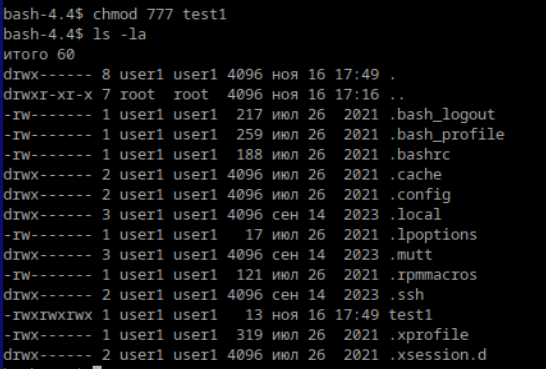 bash-4.4$ chmod 777 test1
bash-4.4$ ls -la
итого 60
drwx------ 8 user1 user1 4096 ноя 16 17:49 .
drwxr-xr-x 7 root  root  4096 ноя 16 17:16 ..
-rw------- 1 user1 user1  217 июл 26  2021 .bash_logout
-rw------- 1 user1 user1  259 июл 26  2021 .bash_profile
-rw------- 1 user1 user1  188 июл 26  2021 .bashrc
drwx------ 2 user1 user1 4096 июл 26  2021 .cache
drwx------ 2 user1 user1 4096 июл 26  2021 .config
drwx------ 3 user1 user1 4096 сен 14  2023 .local
-rw------- 1 user1 user1   17 июл 26  2021 .lpoptions
drwx------ 3 user1 user1 4096 сен 14  2023 .mutt
-rw------- 1 user1 user1  121 июл 26  2021 .rpmmacros
drwx------ 2 user1 user1 4096 сен 14  2023 .ssh
-rwxrwxrwx 1 user1 user1   13 ноя 16 17:49 test1
-rwx------ 1 user1 user1  319 июл 26  2021 .xprofile
drwx------ 2 user1 user1 4096 июл 26  2021 .xsession.d